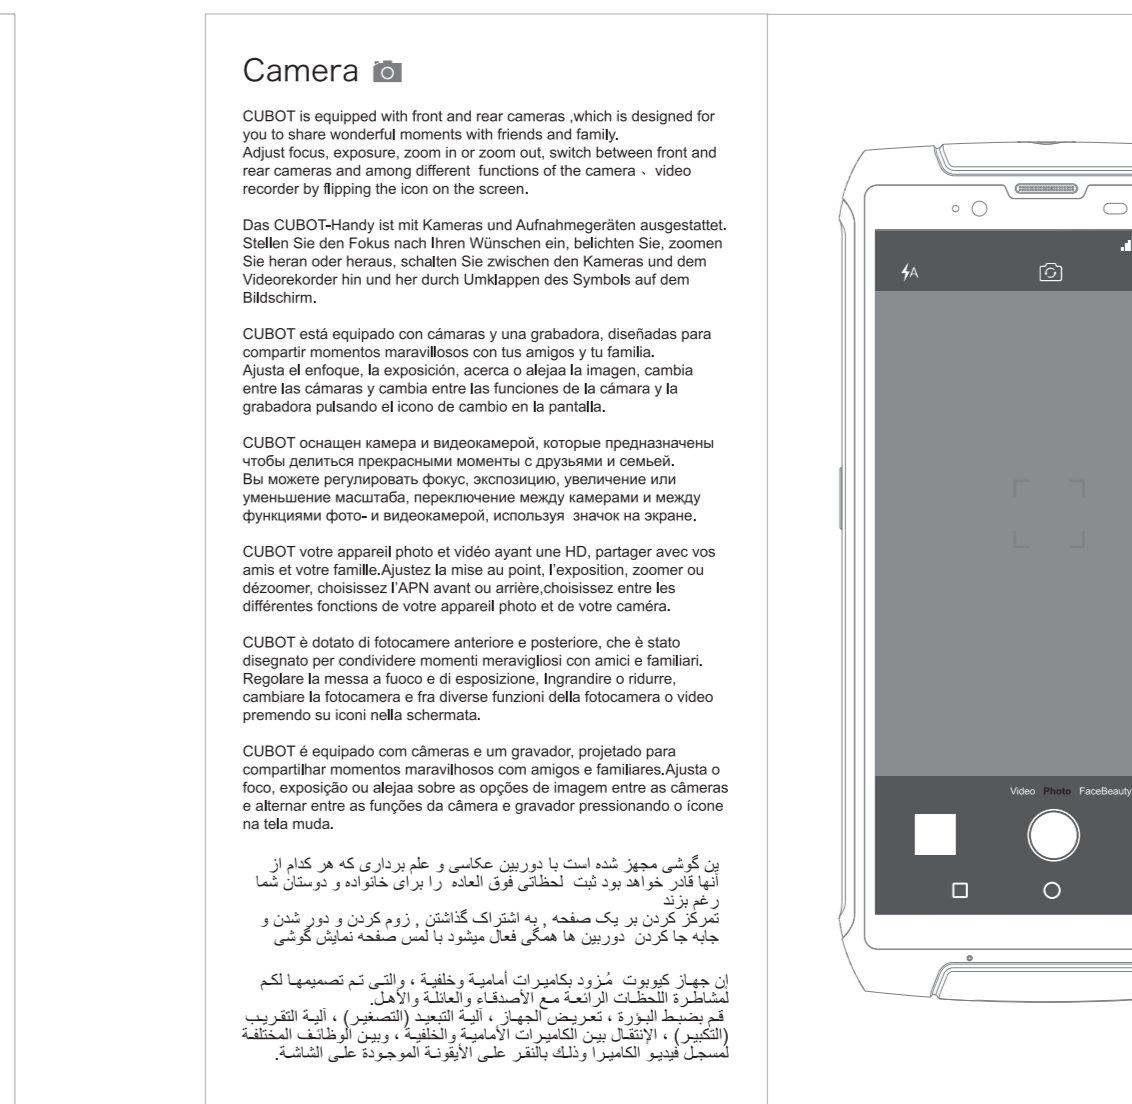 Camera
CUBOT is equipped with front and rear cameras ,which is designed for
you to share wonderful moments with friends and family.
Adjust focus, exposure, zoom in or zoom out, switch between front and
rear cameras and among different functions of the camera 、 video
recorder by flipping the icon on the screen.
Das CUBOT-Handy ist mit Kameras und Aufnahmegeräten ausgestattet.
Stellen Sie den Fokus nach Ihren Wünschen ein, belichten Sie, zoomen
Sie heran oder heraus, schalten Sie zwischen den Kameras und dem
Videorekorder hin und her durch Umklappen des Symbols auf dem
Bildschirm.
CUBOT está equipado con cámaras y una grabadora, diseñadas para
compartir momentos maravillosos con tus amigos y tu familia.
Ajusta el enfoque, la exposición, acerca o alejaa la imagen, cambia
entre las cámaras y cambia entre las funciones de la cámara y la
grabadora pulsando el icono de cambio en la pantalla.
CUBOT оснащен камера и видеокамерой, которые предназначены
чтобы делиться прекрасными моменты с друзьями и семьей.
Вы можете регулировать фокус, экспозицию, увеличение или
уменьшение масштаба, переключение между камерами и между
функциями фото- и видеокамерой, используя значок на экране.
CUBOT votre appareil photo et vidéo ayant une HD, partager avec vos
amis et votre famille.Ajustez la mise au point, l'exposition, zoomer ou
dézoomer, choisissez l'APN avant ou arrière,choisissez entre les
différentes fonctions de votre appareil photo et de votre caméra.
CUBOT è dotato di fotocamere anteriore e posteriore, che è stato
disegnato per condividere momenti meravigliosi con amici e familiari.
Regolare la messa a fuoco e di esposizione, Ingrandire o ridurre,
cambiare la fotocamera e fra diverse funzioni della fotocamera o video
premendo su iconi nella schermata.
CUBOT é equipado com câmeras e um gravador, projetado para
compartilhar momentos maravilhosos com amigos e familiares.Ajusta o
foco, exposição ou alejaa sobre as opções de imagem entre as câmeras
e alternar entre as funções da câmera e gravador pressionando o ícone
na tela muda.
ین گوشی مجهز شده است با دوربین عکاسی و علم برداری که هر کدام از
آنها قادر خواهد بود ثبت لحظاتی فوق العاده را برای خانواده و دوستان شما
رغم بزند
تمرکز کردن بر یک صفحه , به اشتراک گذاشتن , زوم کردن و دور شدن و
جابه جا کردن دوربین ها همگی فعال میشود با لمس صفحه نمایش گوشی
إن جهاز كيوبوت مُزود بكاميرات أمامية وخلفية ، والتى تم تصميمها لكم
لمشاطرة اللحظات الرائعة مع الأصدقاء والعائلة والأهل.
قم بضبط البؤرة ، تعريض الجهاز ، آلية التبعيد (التصغير) ، آلية التقريب
(التكبير) ، الإنتقال بين الكاميرات الأمامية والخلفية ، وبين الوظائف المختلفة
لمسجل فيديو الكاميرا وذلك بالنقر على الأيقونة الموجودة على الشاشة.
A
Video Photo FaceBeauty